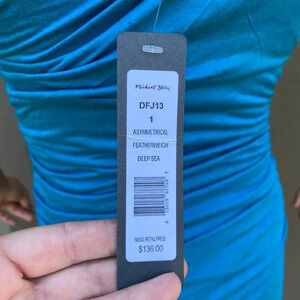 Michael Stars
DFJ13
1
ASYMMETRICAL
FEATHERWEIGH
DEEP SEA
SUGG RETAIL PRICE
$136.00